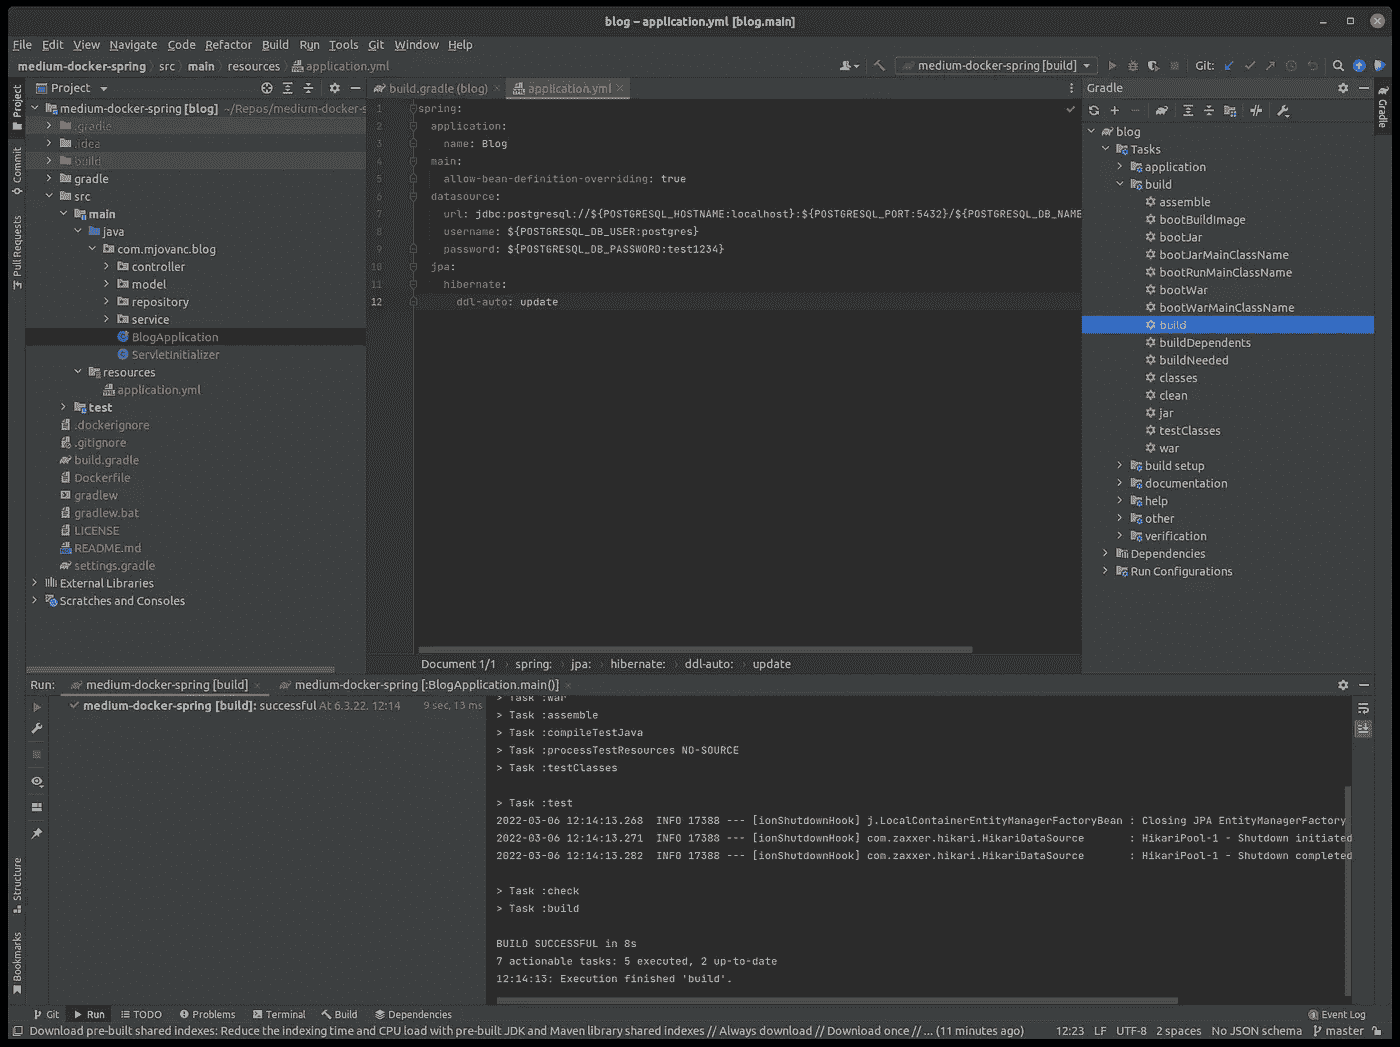 blog – application.yml [blog.main]
File Edit View Navigate Code Refactor Build Run Tools Git Window Help
medium-docker-spring src main resources application.yml
medium-docker-spring [build]
Git:
Project
build.gradle (blog)
application.yml
Gradle
Project
Commit
Pull Requests
Structure
Bookmarks
Gradle
medium-docker-spring [blog] ~/Repos/medium-docker-s
.gradle
.idea
build
gradle
src
main
java
com.mjovanc.blog
controller
model
repository
service
BlogApplication
ServletInitializer
resources
application.yml
test
.dockerignore
.gitignore
build.gradle
Dockerfile
gradlew
gradlew.bat
LICENSE
README.md
settings.gradle
External Libraries
Scratches and Consoles
1 spring:
2 application:
3 name: Blog
4 main:
5 allow-bean-definition-overriding: true
6 datasource:
7 url: jdbc:postgresql://${POSTGRESQL_HOSTNAME:localhost}:${POSTGRESQL_PORT:5432}/${POSTGRESQL_DB_NAME
8 username: ${POSTGRESQL_DB_USER:postgres}
9 password: ${POSTGRESQL_DB_PASSWORD:test1234}
10 jpa:
11 hibernate:
12 ddl-auto: update
Document 1/1 spring: jpa: hibernate: ddl-auto: update
blog
Tasks
application
build
assemble
bootBuildImage
bootJar
bootJarMainClassName
bootRunMainClassName
bootWar
bootWarMainClassName
build
buildDependents
buildNeeded
classes
clean
jar
testClasses
war
build setup
documentation
help
other
verification
Dependencies
Run Configurations
Run: medium-docker-spring [build] medium-docker-spring [:BlogApplication.main()]
medium-docker-spring [build]: successful At 6.3.22. 12:14 9 sec, 13 ms
> Task :war
> Task :assemble
> Task :compileTestJava
> Task :processTestResources NO-SOURCE
> Task :testClasses
> Task :test
2022-03-06 12:14:13.268 INFO 17388 --- [ionShutdownHook] j.LocalContainerEntityManagerFactoryBean : Closing JPA EntityManagerFactory
2022-03-06 12:14:13.271 INFO 17388 --- [ionShutdownHook] com.zaxxer.hikari.HikariDataSource : HikariPool-1 - Shutdown initiated
2022-03-06 12:14:13.282 INFO 17388 --- [ionShutdownHook] com.zaxxer.hikari.HikariDataSource : HikariPool-1 - Shutdown completed
> Task :check
> Task :build
BUILD SUCCESSFUL in 8s
7 actionable tasks: 5 executed, 2 up-to-date
12:14:13: Execution finished 'build'.
Git Run TODO Problems Terminal Build Dependencies Event Log
Download pre-built shared indexes: Reduce the indexing time and CPU load with pre-built JDK and Maven library shared indexes // Always download // Download once // ... (11 minutes ago) 12:23 LF UTF-8 2 spaces No JSON schema master